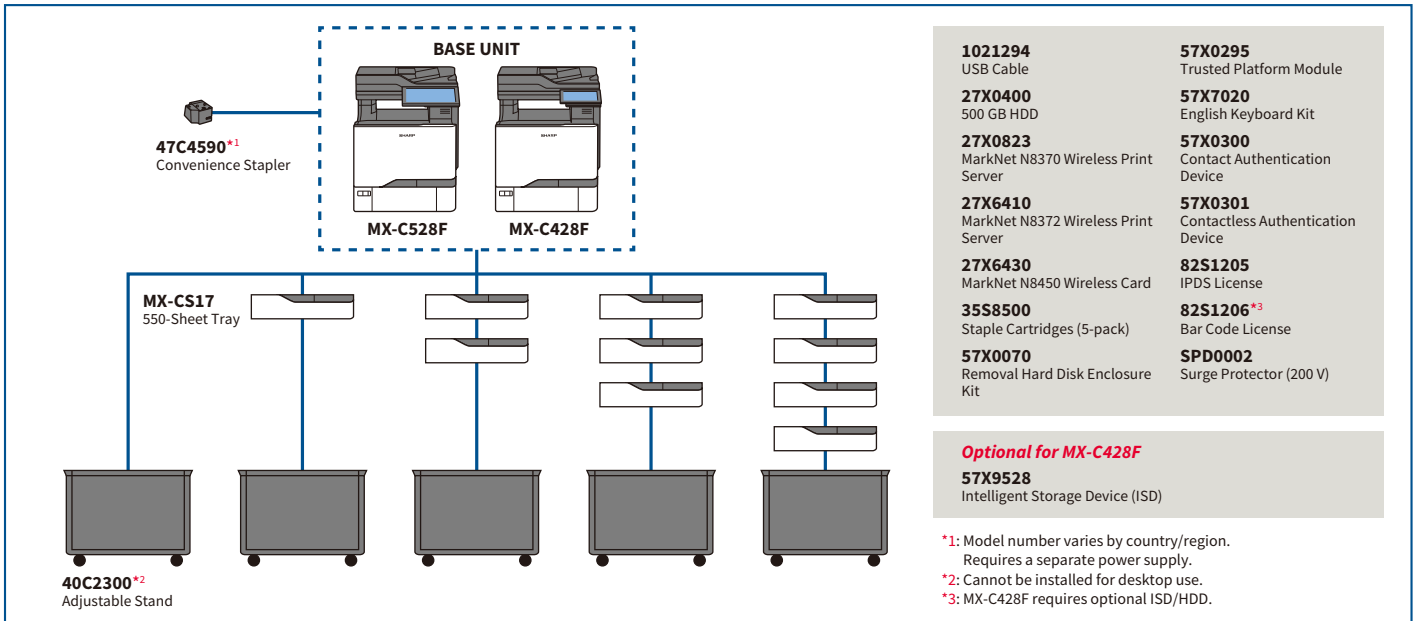 BASE UNIT
SHARP
SHARP
MX-C528F
MX-C428F
47C4590*1
Convenience Stapler
MX-CS17
550-Sheet Tray
40C2300*2
Adjustable Stand
1021294
USB Cable
27X0400
500 GB HDD
27X0823
MarkNet N8370 Wireless Print
Server
27X6410
MarkNet N8372 Wireless Print
Server
27X6430
MarkNet N8450 Wireless Card
35S8500
Staple Cartridges (5-pack)
57X0070
Removal Hard Disk Enclosure
Kit
57X0295
Trusted Platform Module
57X7020
English Keyboard Kit
57X0300
Contact Authentication
Device
57X0301
Contactless Authentication
Device
82S1205
IPDS License
82S1206*3
Bar Code License
SPD0002
Surge Protector (200 V)
Optional for MX-C428F
57X9528
Intelligent Storage Device (ISD)
*1: Model number varies by country/region.
Requires a separate power supply.
*2: Cannot be installed for desktop use.
*3: MX-C428F requires optional ISD/HDD.